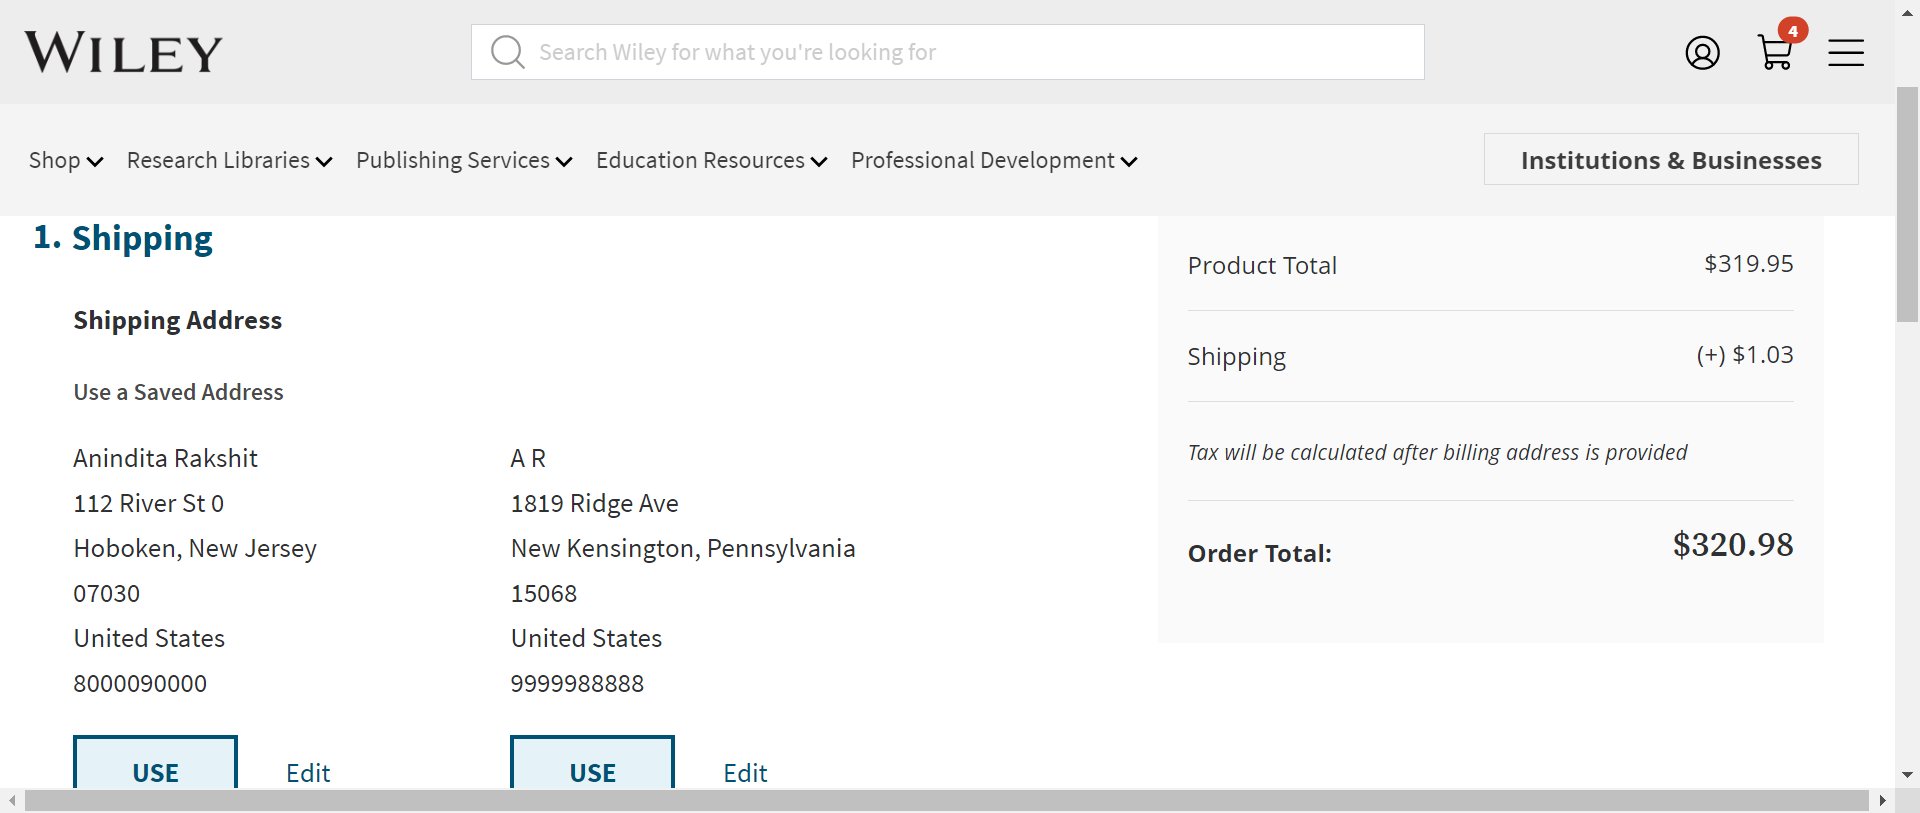 WILEY
Search Wiley for what you're looking for
4
Shop Research Libraries Publishing Services Education Resources Professional Development Institutions & Businesses
1. Shipping
Shipping Address
Use a Saved Address
Anindita Rakshit
112 River St 0
Hoboken, New Jersey
07030
United States
8000090000
USE Edit
A R
1819 Ridge Ave
New Kensington, Pennsylvania
15068
United States
9999988888
USE Edit
Product Total $319.95
Shipping (+) $1.03
Tax will be calculated after billing address is provided
Order Total: $320.98